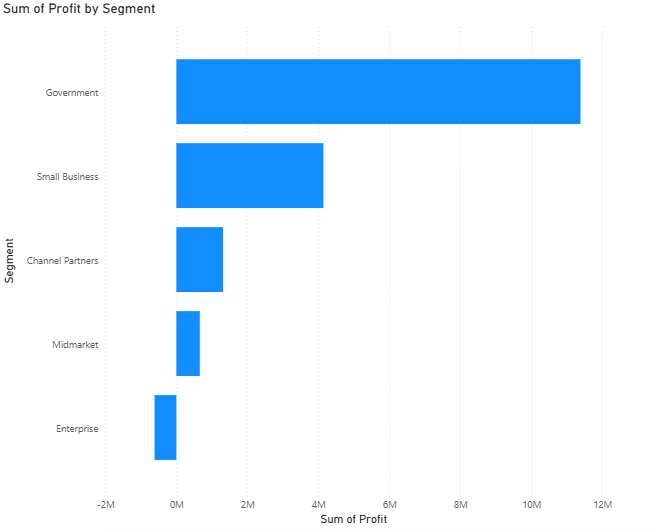 Sum of Profit by Segment
Government
Small Business
Channel Partners
Midmarket
Enterprise
Segment
-2M 0M 2M 4M 6M 8M 10M 12M
Sum of Profit